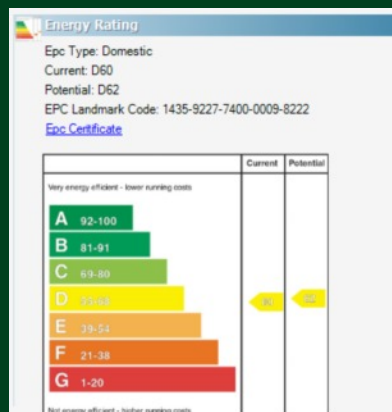 Energy Rating
Epc Type: Domestic
Current: D60
Potential: D62
EPC Landmark Code: 1435-9227-7400-0009-8222
Epc Certificate
Current Potential
Very energy efficient - lower running costs
A 92-100
B 81-91
C 69-80
D 55-68
E 39-54
F 21-38
G 1-20
Not energy efficient - higher running costs